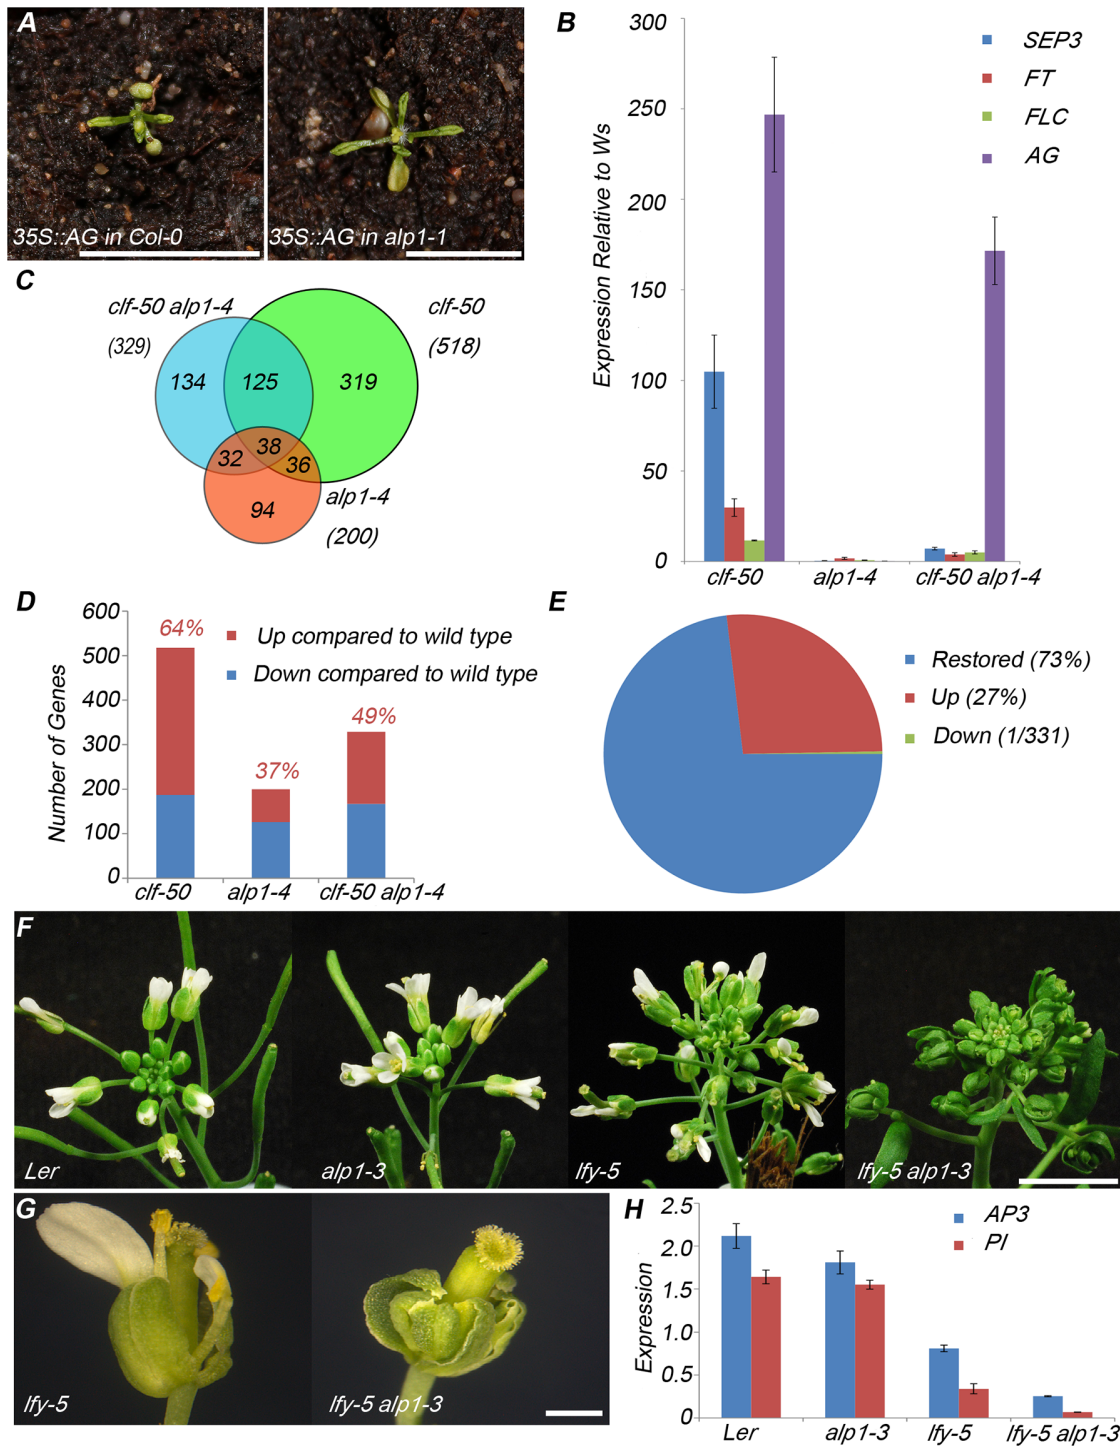 A
35S::AG in Col-0
35S::AG in alp1-1
B
Expression Relative to Ws
300
250
200
150
100
50
0
SEP3
FT
FLC
AG
clf-50
alp1-4
clf-50 alp1-4
C
clf-50 alp1-4
(329)
clf-50
(518)
134
125
319
38
32
36
94
alp1-4
(200)
D
Number of Genes
600
500
400
300
200
100
0
64%
37%
49%
Up compared to wild type
Down compared to wild type
clf-50
alp1-4
clf-50 alp1-4
E
Restored (73%)
Up (27%)
Down (1/331)
F
Ler
alp1-3
lfy-5
lfy-5 alp1-3
G
lfy-5
lfy-5 alp1-3
H
Expression
2.5
2.0
1.5
1.0
0.5
0
AP3
PI
Ler
alp1-3
lfy-5
lfy-5 alp1-3